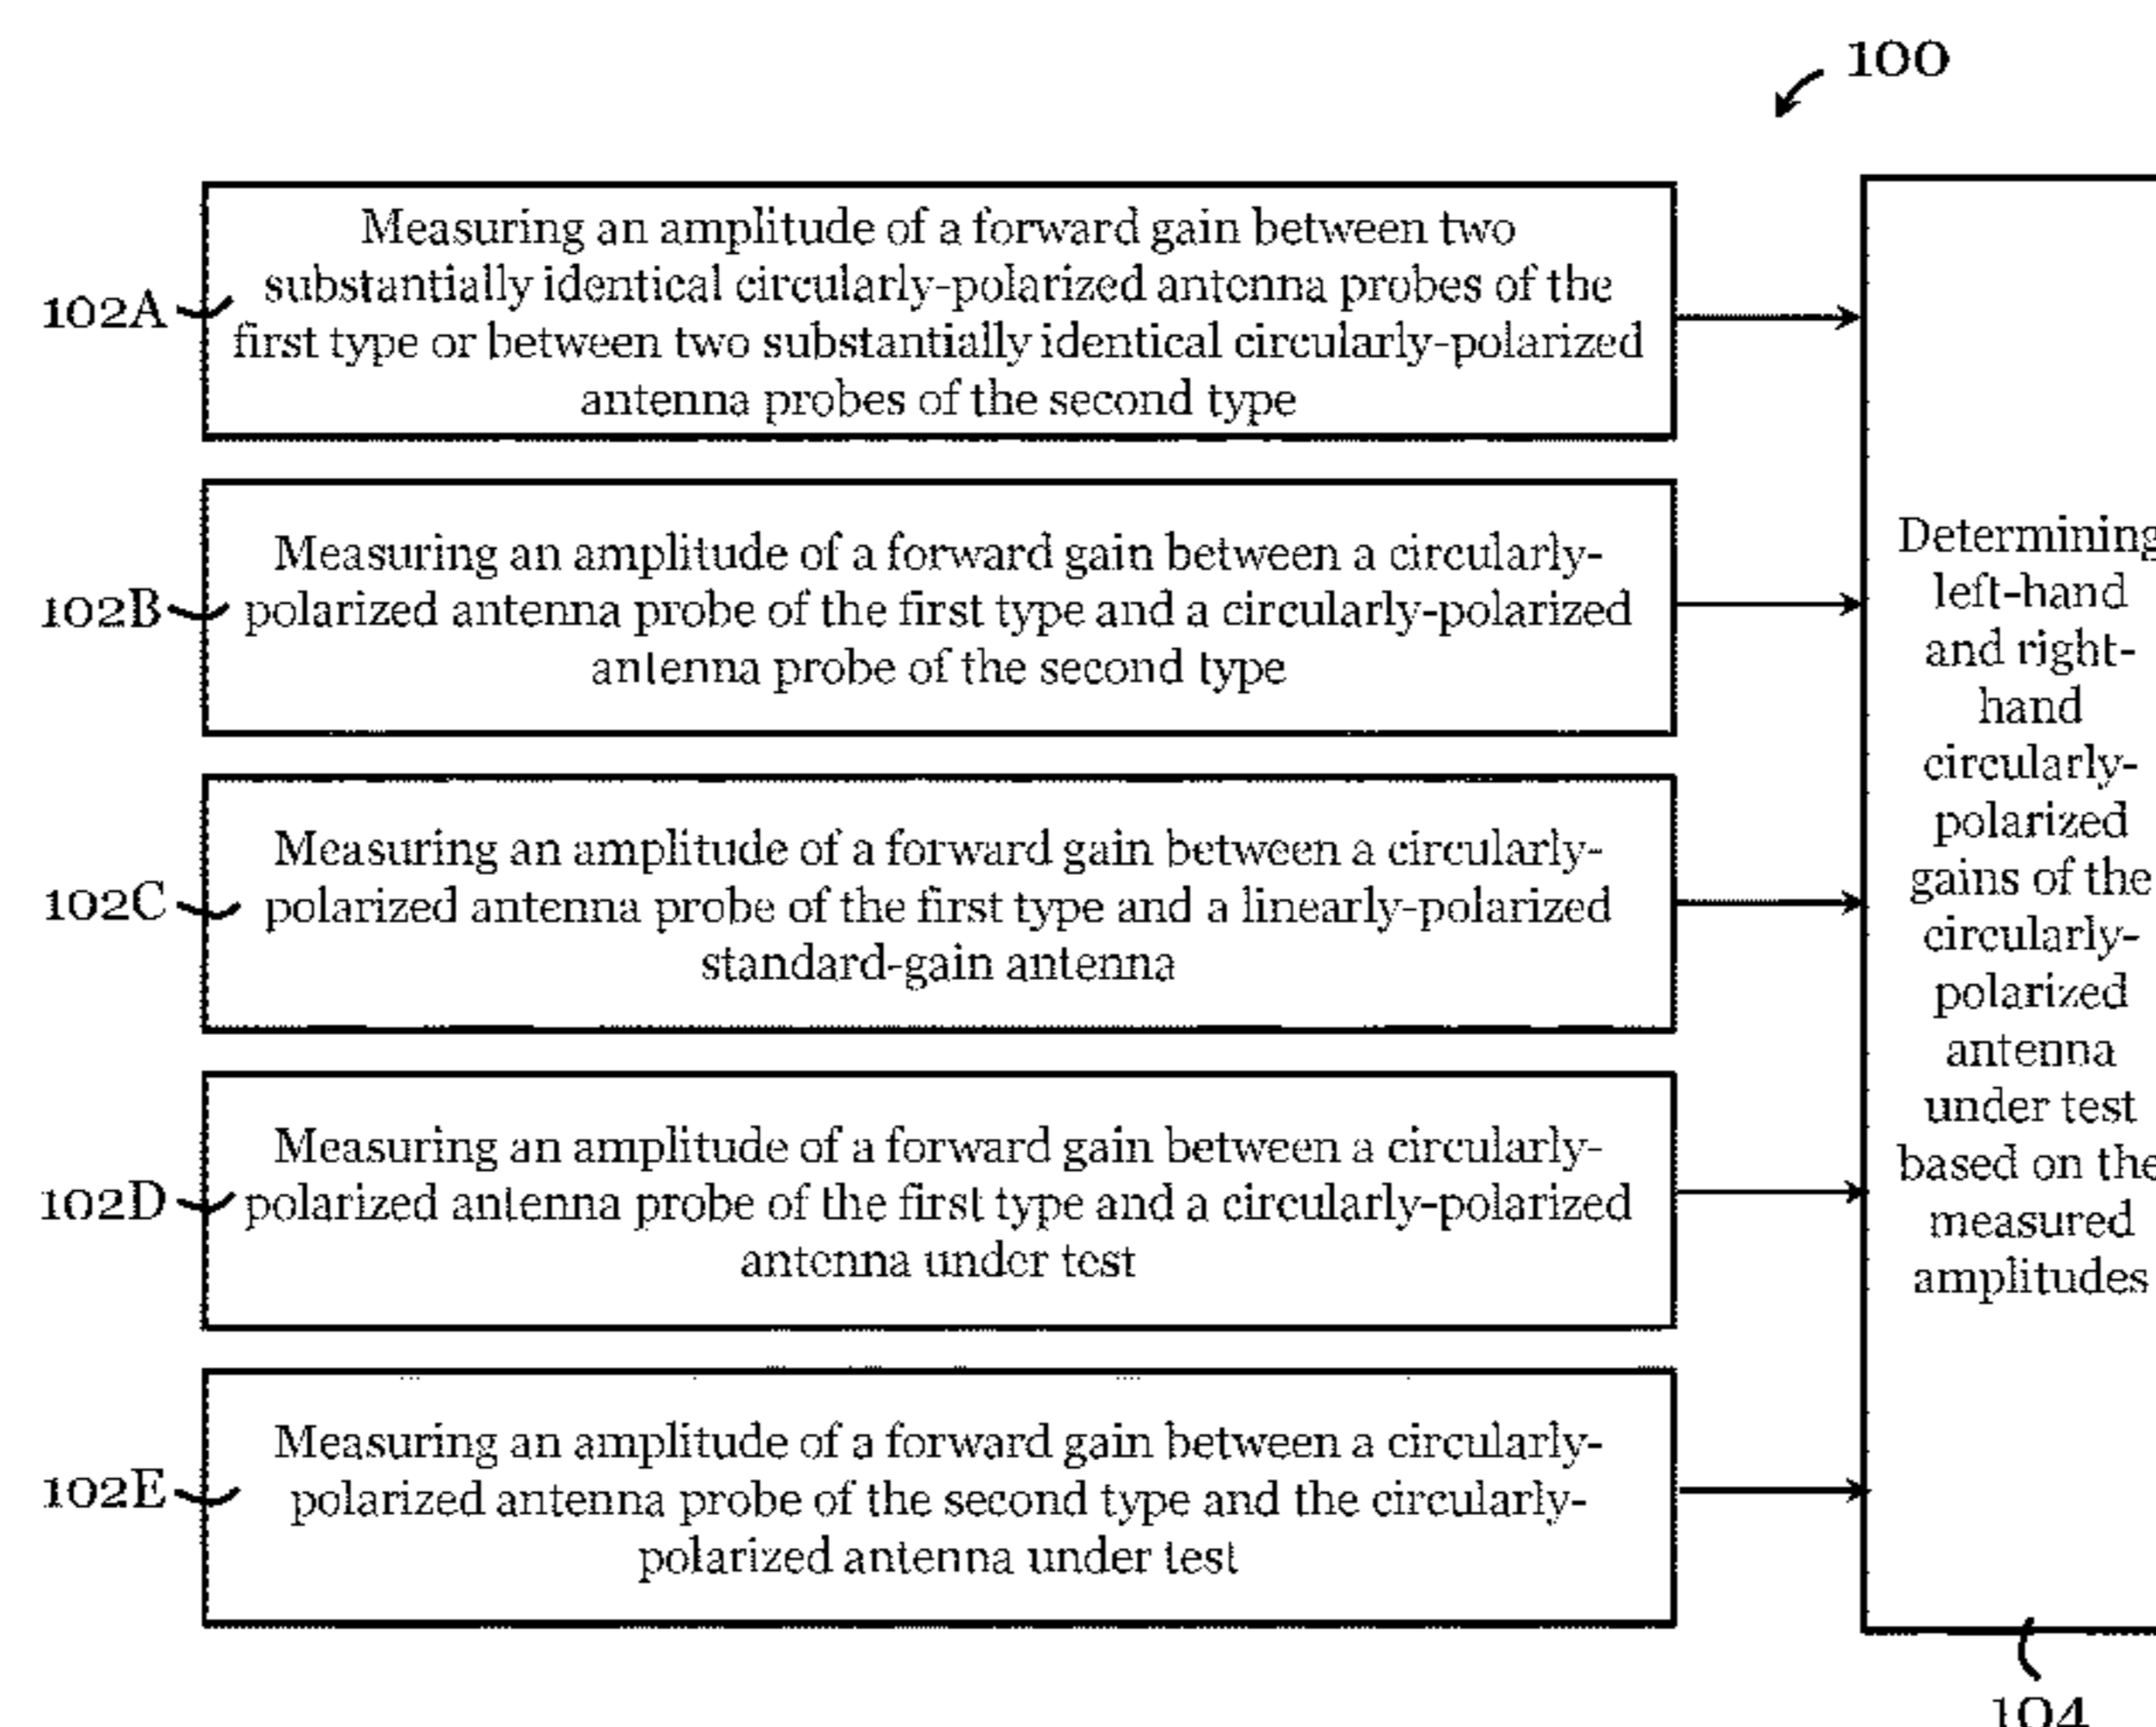 100
102A
Measuring an amplitude of a forward gain between two
substantially identical circularly-polarized antenna probes of the
first type or between two substantially identical circularly-polarized
antenna probes of the second type
102B
Measuring an amplitude of a forward gain between a circularly-
polarized antenna probe of the first type and a circularly-polarized
antenna probe of the second type
102C
Measuring an amplitude of a forward gain between a circularly-
polarized antenna probe of the first type and a linearly-polarized
standard-gain antenna
102D
Measuring an amplitude of a forward gain between a circularly-
polarized antenna probe of the first type and a circularly-polarized
antenna under test
102E
Measuring an amplitude of a forward gain between a circularly-
polarized antenna probe of the second type and the circularly-
polarized antenna under test
Determining
left-hand
and right-
hand
circularly-
polarized
gains of the
circularly-
polarized
antenna
under test
based on the
measured
amplitudes
104